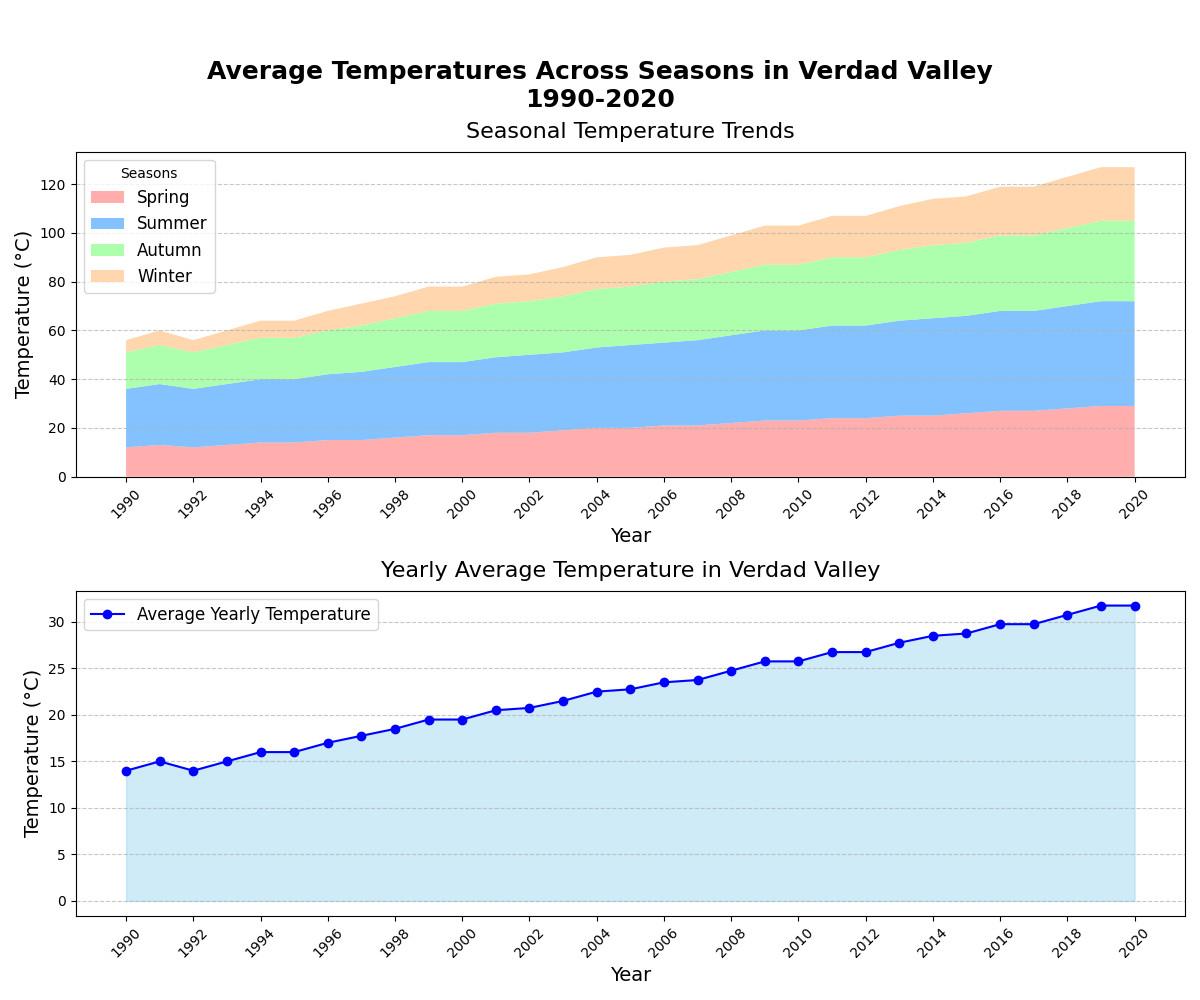 Average Temperatures Across Seasons in Verdad Valley
1990-2020
Seasonal Temperature Trends
Seasons
Spring
Summer
Autumn
Winter
Temperature (°C)
120
100
80
60
40
20
0
1990 1992 1994 1996 1998 2000 2002 2004 2006 2008 2010 2012 2014 2016 2018 2020
Year
Yearly Average Temperature in Verdad Valley
Average Yearly Temperature
Temperature (°C)
30
25
20
15
10
5
0
1990 1992 1994 1996 1998 2000 2002 2004 2006 2008 2010 2012 2014 2016 2018 2020
Year